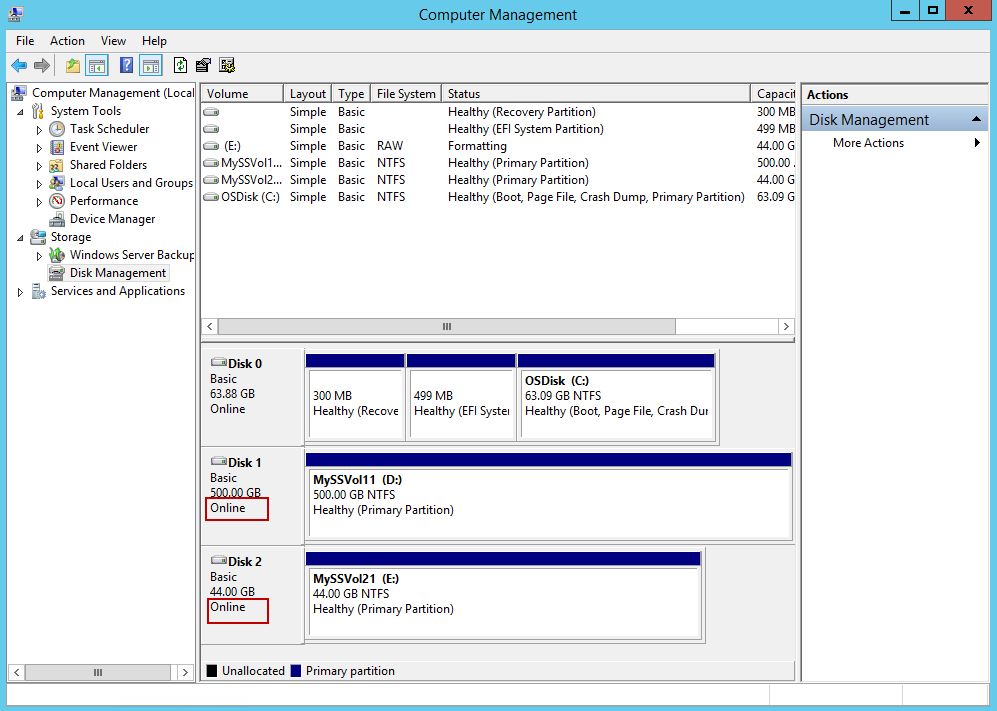 Computer Management
File Action View Help
Computer Management (Local
System Tools
Task Scheduler
Event Viewer
Shared Folders
Local Users and Groups
Performance
Device Manager
Storage
Windows Server Backup
Disk Management
Services and Applications
Volume Layout Type File System Status Capacit
Simple Basic Healthy (Recovery Partition) 300 MB
Simple Basic Healthy (EFI System Partition) 499 MB
(E:) Simple Basic RAW Formatting 44.00 G
MySSVol1... Simple Basic NTFS Healthy (Primary Partition) 500.00
MySSVol2... Simple Basic NTFS Healthy (Primary Partition) 44.00 G
OSDisk (C:) Simple Basic NTFS Healthy (Boot, Page File, Crash Dump, Primary Partition) 63.09 G
Disk 0
Basic
63.88 GB
Online
300 MB
Healthy (Recove
499 MB
Healthy (EFI Syster
OSDisk (C:)
63.09 GB NTFS
Healthy (Boot, Page File, Crash Dur
Disk 1
Basic
500.00 GB
Online
MySSVol11 (D:)
500.00 GB NTFS
Healthy (Primary Partition)
Disk 2
Basic
44.00 GB
Online
MySSVol21 (E:)
44.00 GB NTFS
Healthy (Primary Partition)
Unallocated Primary partition
Actions
Disk Management
More Actions